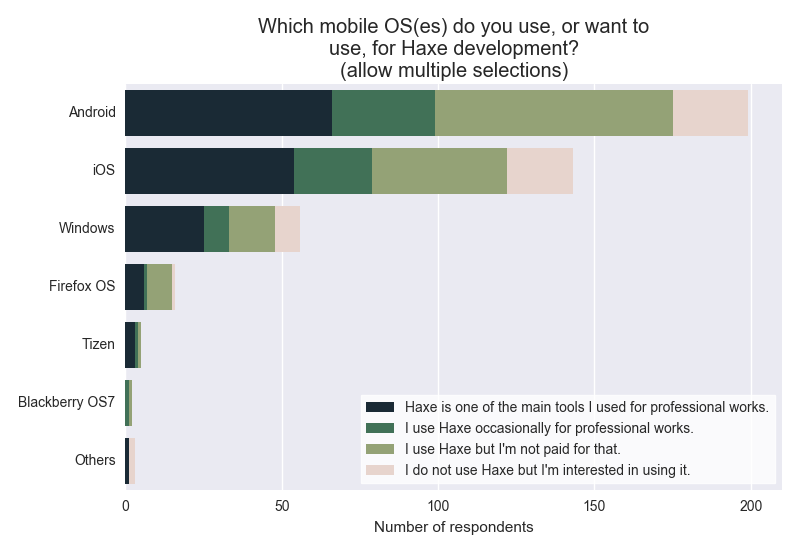 Which mobile OS(es) do you use, or want to
use, for Haxe development?
(allow multiple selections)
Android
iOS
Windows
Firefox OS
Tizen
Blackberry OS7
Others
Haxe is one of the main tools I used for professional works.
I use Haxe occasionally for professional works.
I use Haxe but I'm not paid for that.
I do not use Haxe but I'm interested in using it.
0 50 100 150 200
Number of respondents